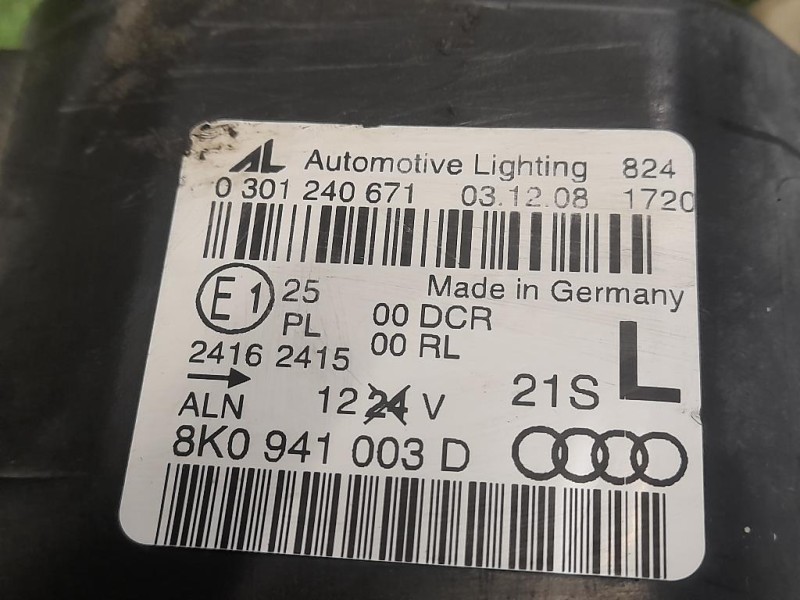 AL Automotive Lighting 824
0 301 240 671 03.12.08 1720
Made in Germany
E1 25 00 DCR
PL 00 RL
2416 2415
L
ALN 12 24 V 21S
8K0 941 003 D